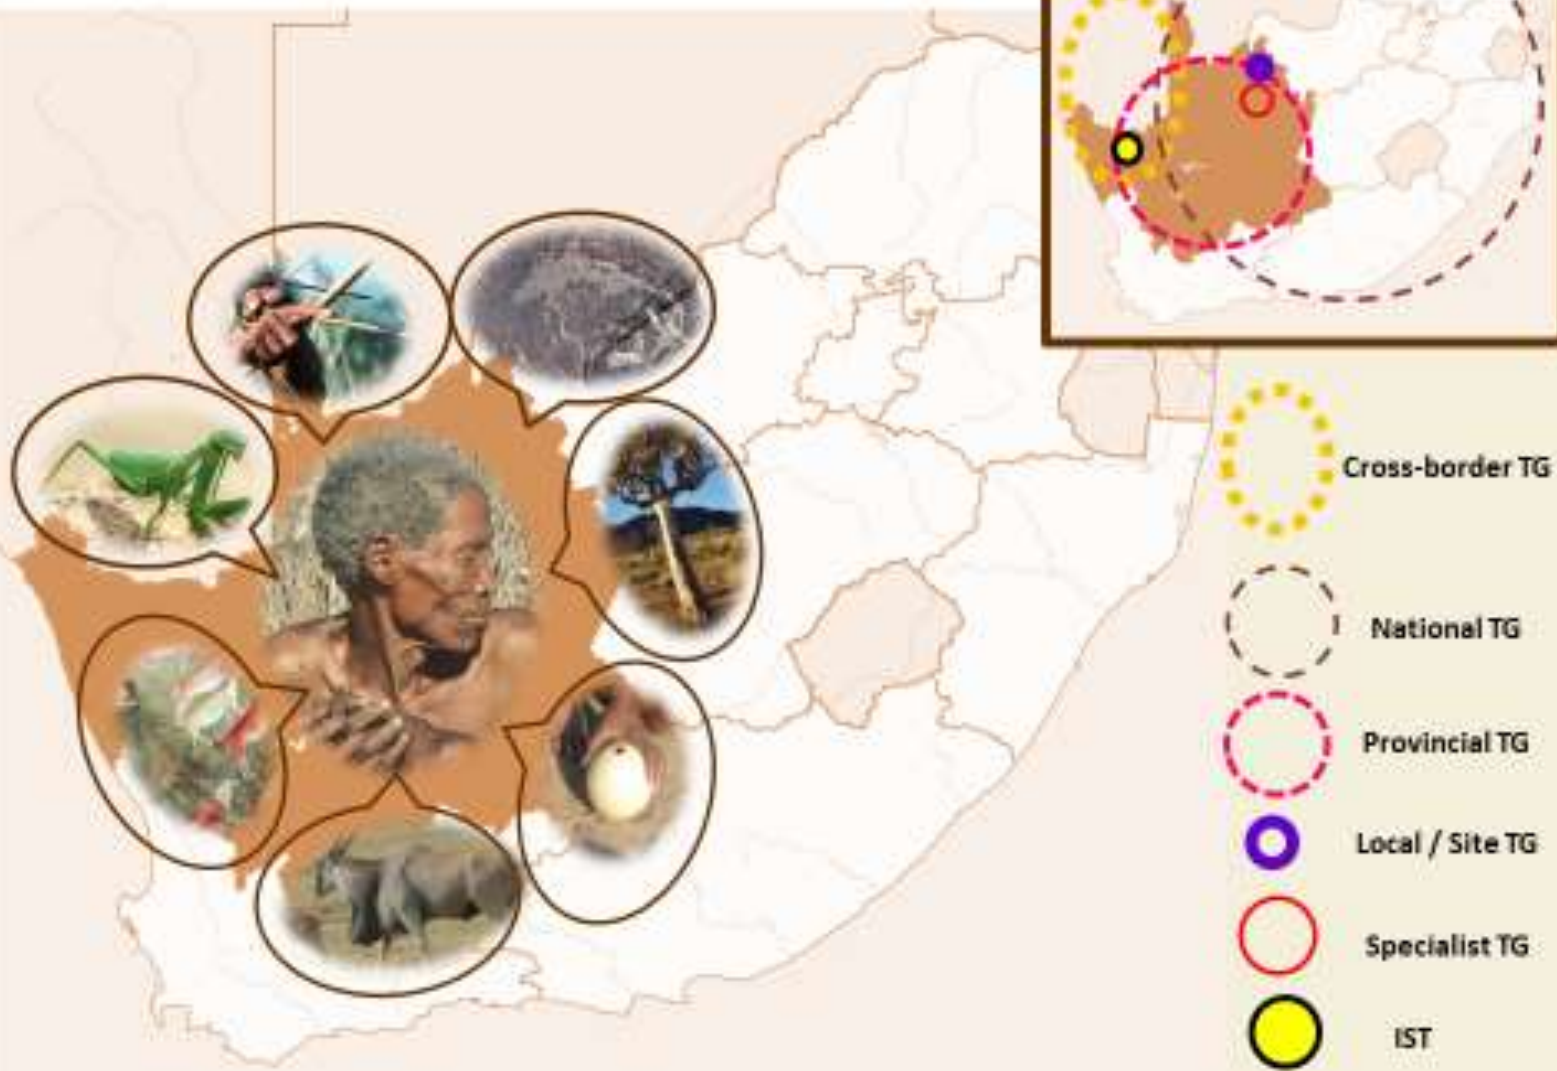 Cross-border TG
National TG
Provincial TG
Local / Site TG
Specialist TG
IST